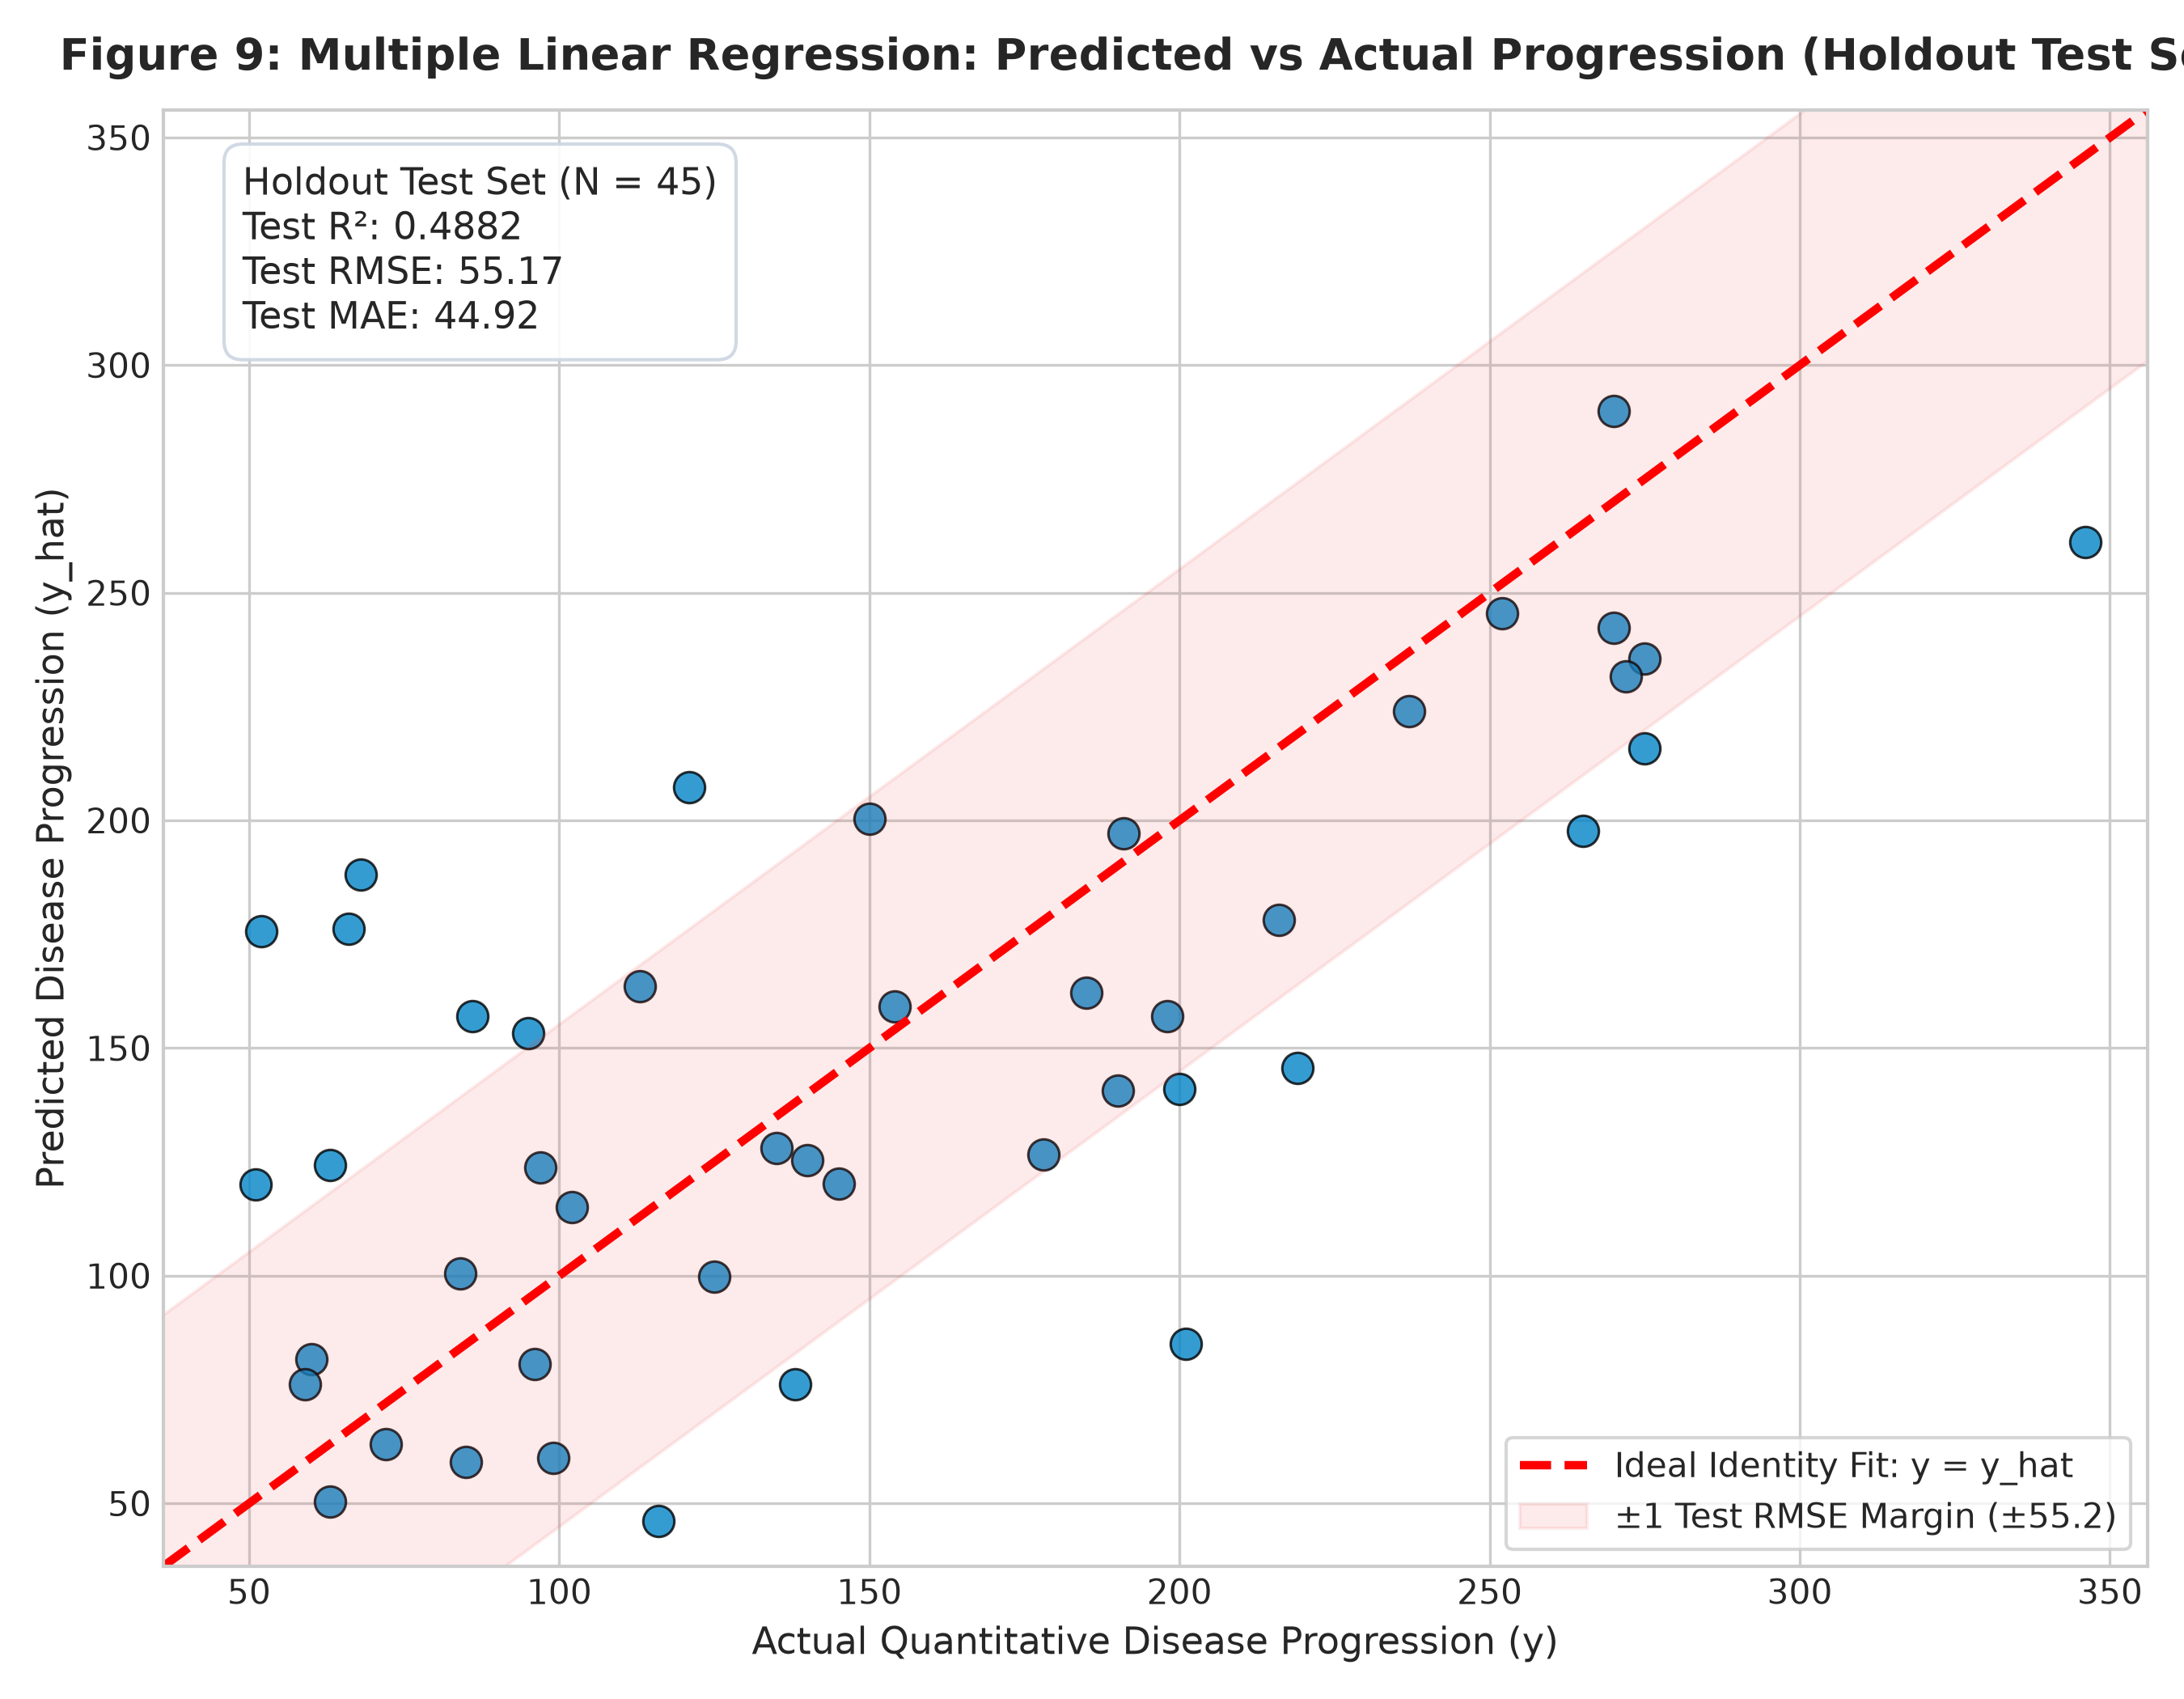 Figure 9: Multiple Linear Regression: Predicted vs Actual Progression (Holdout Test
Holdout Test Set (N = 45)
Test R²: 0.4882
Test RMSE: 55.17
Test MAE: 44.92
Predicted Disease Progression (y_hat)
350
300
250
200
150
100
50
Ideal Identity Fit: y = y_hat
±1 Test RMSE Margin (±55.2)
50 100 150 200 250 300 350
Actual Quantitative Disease Progression (y)